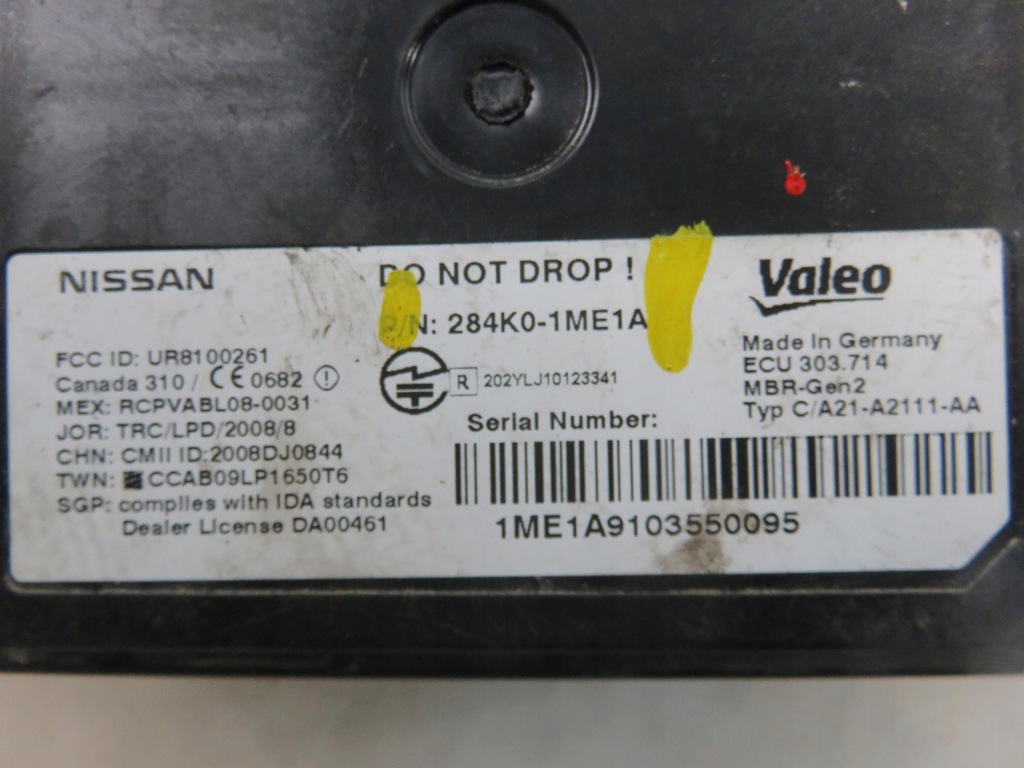 NISSAN
DO NOT DROP !
Valeo
P/N: 284K0-1ME1A
FCC ID: UR8100261
Canada 310 / CE 0682
MEX: RCPVABL08-0031
JOR: TRC/LPD/2008/8
CHN: CMII ID:2008DJ0844
TWN: CCAB09LP1650T6
SGP: complies with IDA standards
Dealer License DA00461
R 202YLJ10123341
Made in Germany
ECU 303.714
MBR-Gen2
Typ C/A21-A2111-AA
Serial Number:
1ME1A9103550095